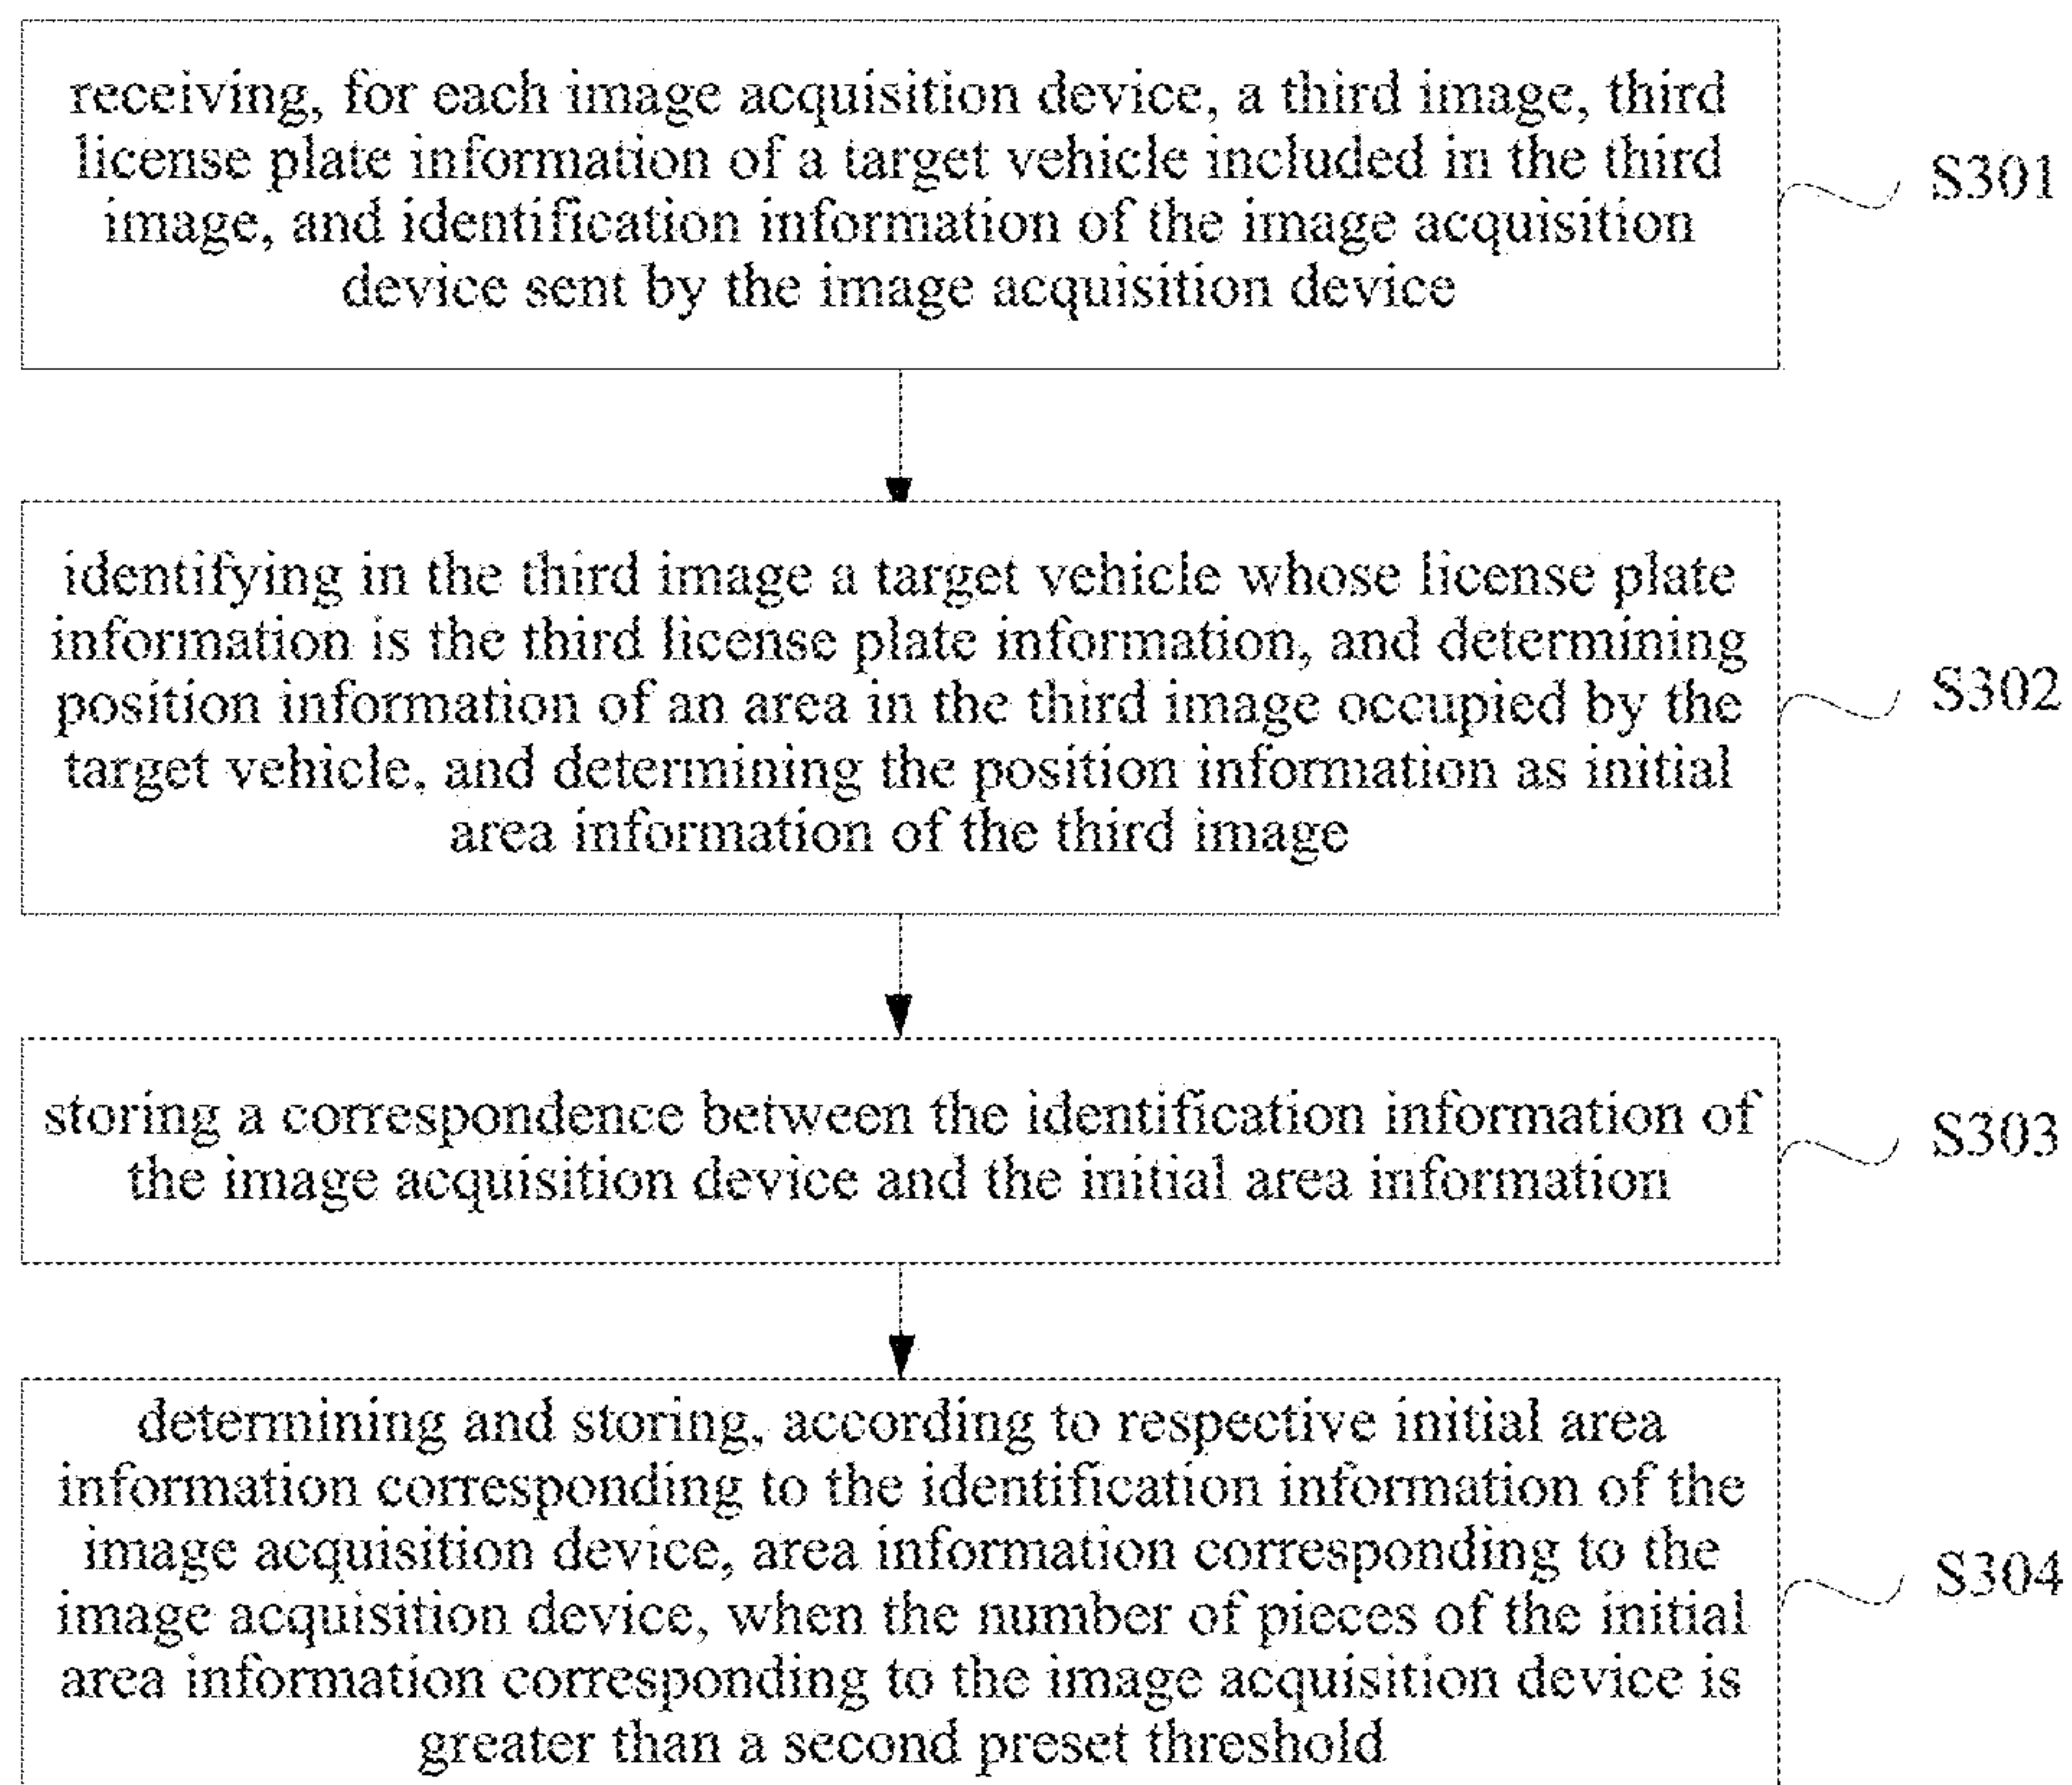 receiving, for each image acquisition device, a third image, third
license plate information of a target vehicle included in the third
image, and identification information of the image acquisition
device sent by the image acquisition device
S301
identifying in the third image a target vehicle whose license plate
information is the third license plate information, and determining
position information of an area in the third image occupied by the
target vehicle, and determining the position information as initial
area information of the third image
S302
storing a correspondence between the identification information of
the image acquisition device and the initial area information
S303
determining and storing, according to respective initial area
information corresponding to the identification information of the
image acquisition device, area information corresponding to the
image acquisition device, when the number of pieces of the initial
area information corresponding to the image acquisition device is
greater than a second preset threshold
S304